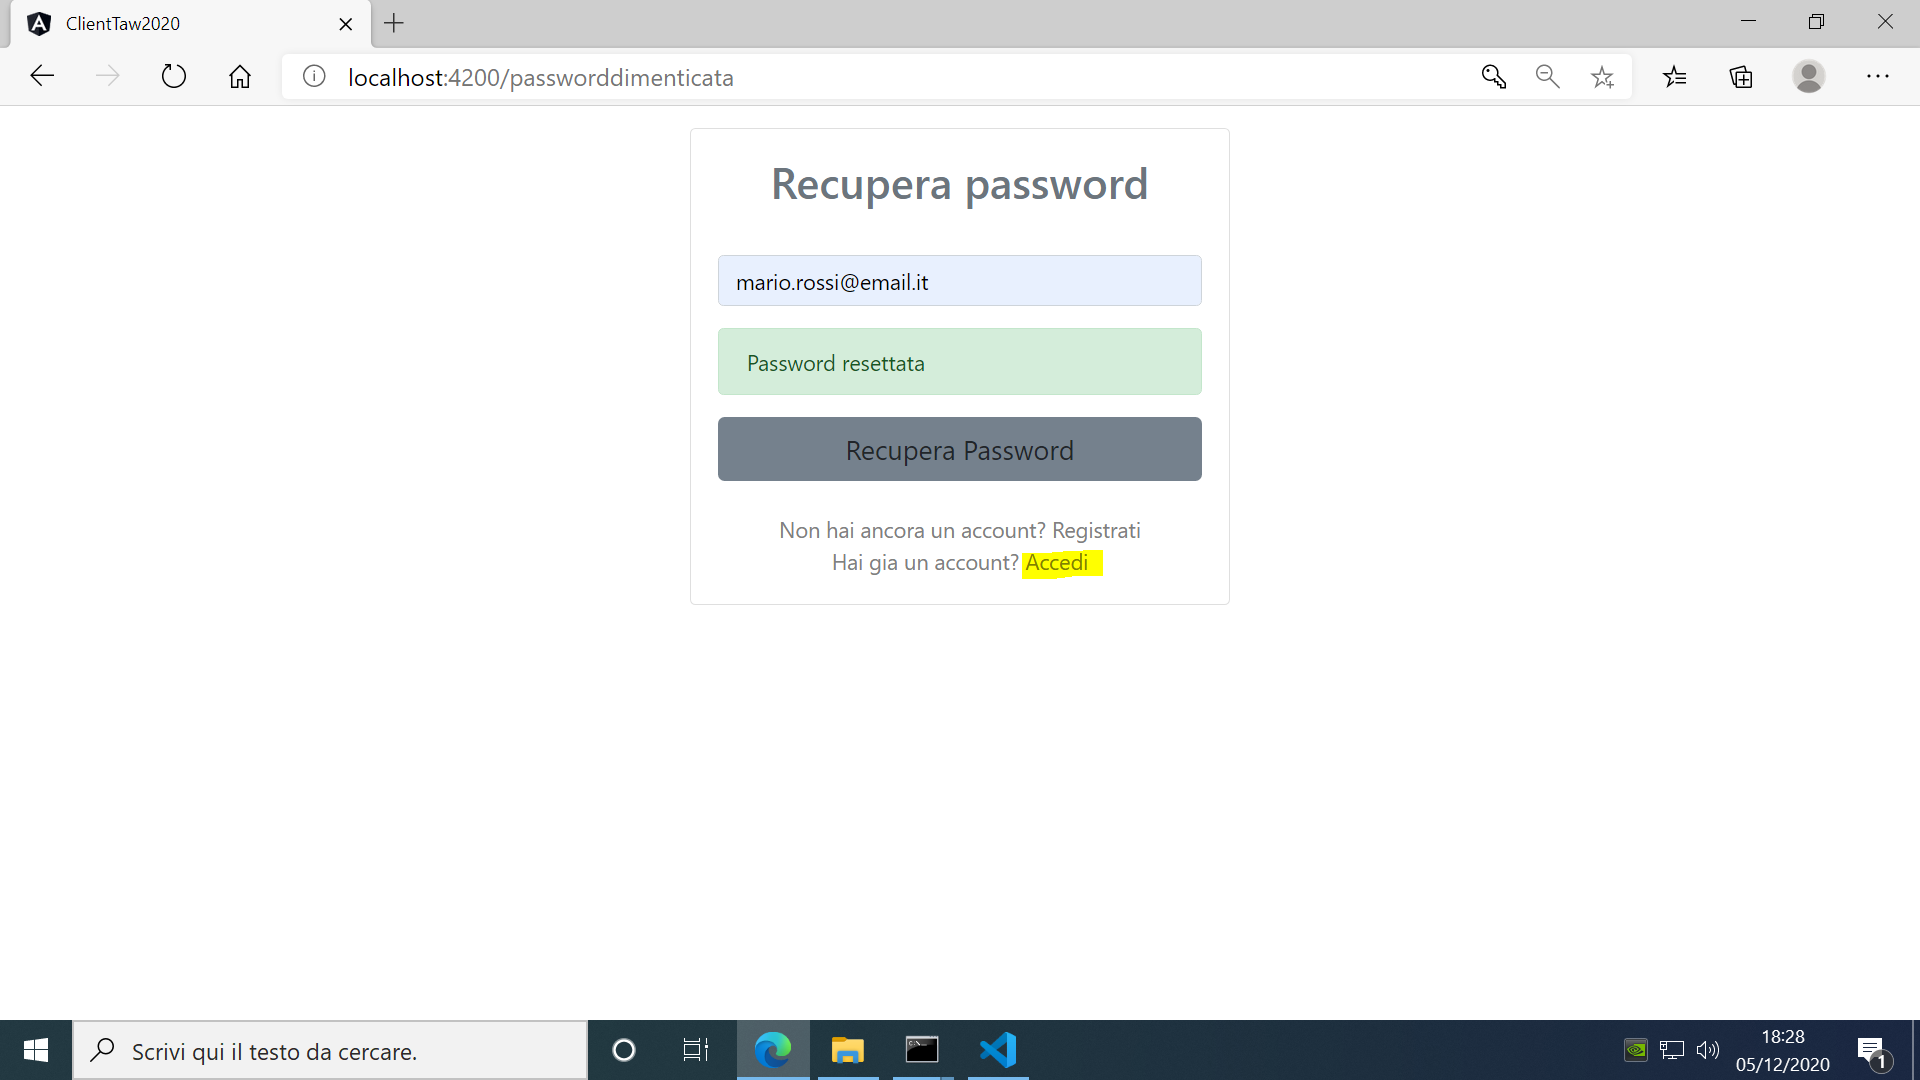 ClientTaw2020
localhost:4200/passworddimenticata
Recupera password
mario.rossi@email.it
Password resettata
Recupera Password
Non hai ancora un account? Registrati
Hai gia un account? Accedi
Scrivi qui il testo da cercare.
18:28
05/12/2020
1